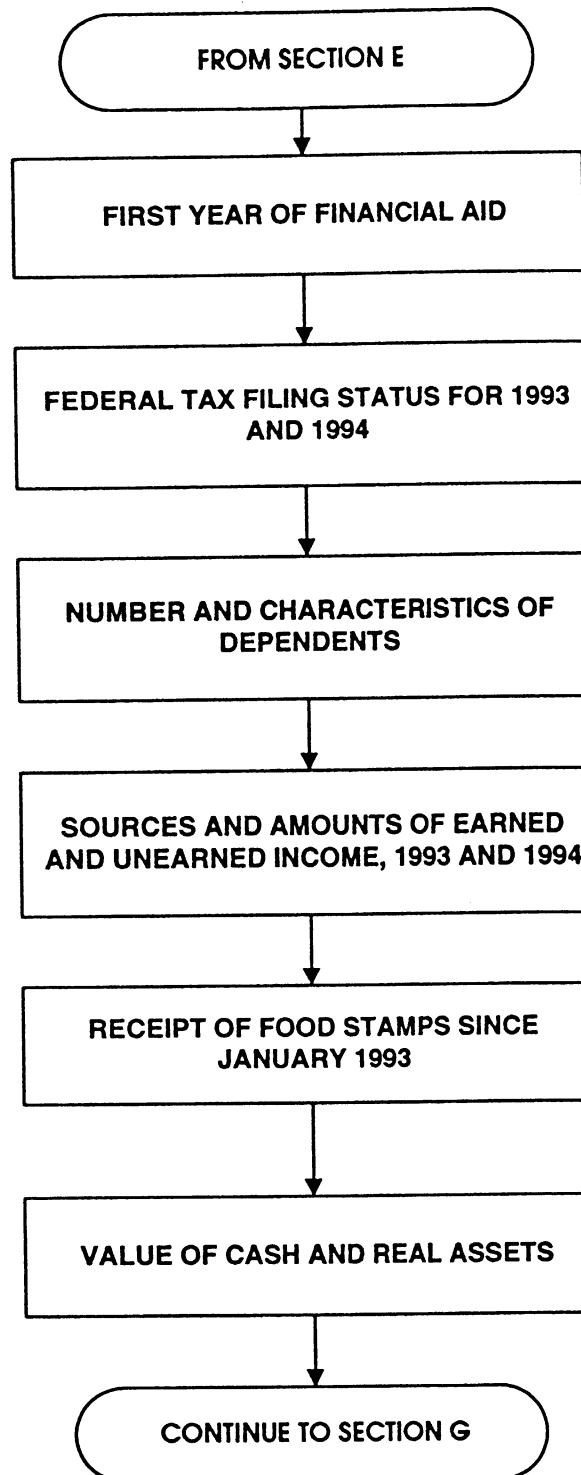 FROM SECTION E
FIRST YEAR OF FINANCIAL AID
FEDERAL TAX FILING STATUS FOR 1993
AND 1994
NUMBER AND CHARACTERISTICS OF
DEPENDENTS
SOURCES AND AMOUNTS OF EARNED
AND UNEARNED INCOME, 1993 AND 1994
RECEIPT OF FOOD STAMPS SINCE
JANUARY 1993
VALUE OF CASH AND REAL ASSETS
CONTINUE TO SECTION G